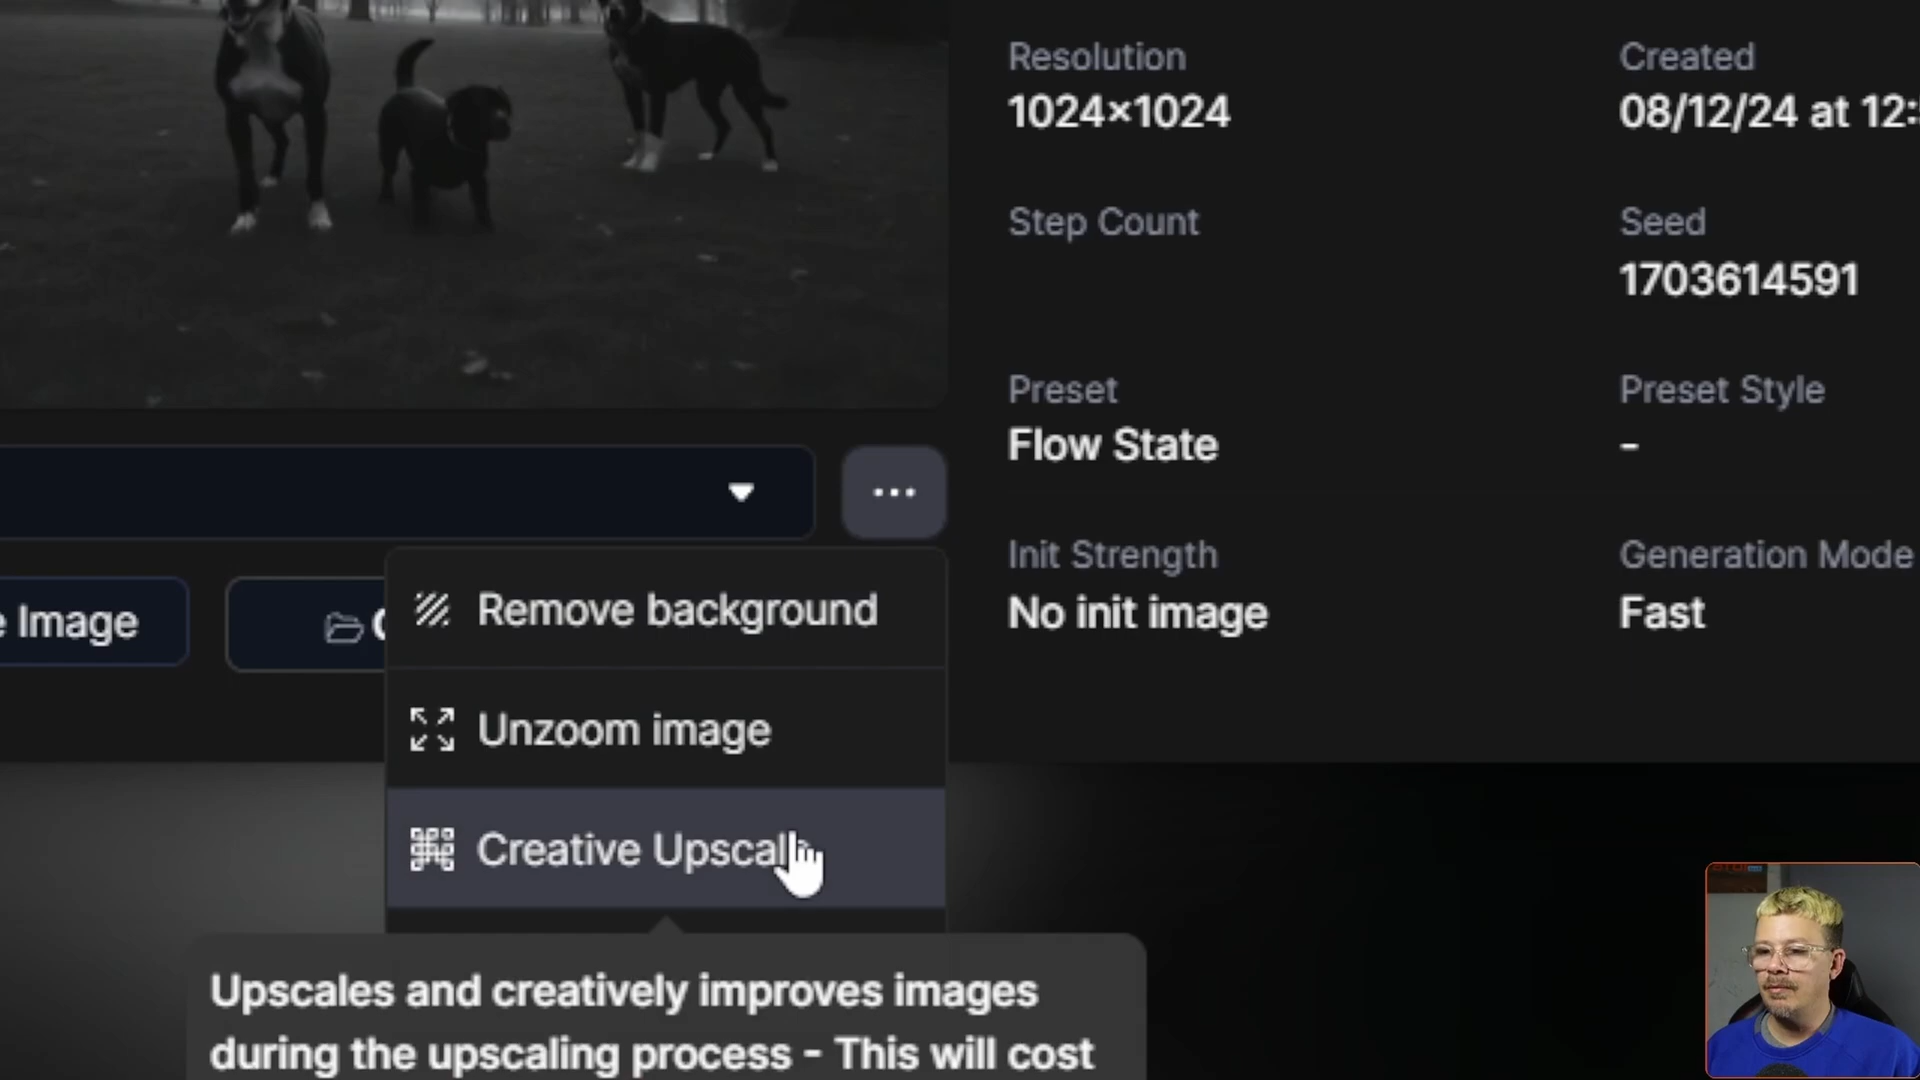 Resolution
1024×1024
Created
08/12/24 at 12:
Step Count
Seed
1703614591
Preset
Flow State
Preset Style
-
Init Strength
No init image
Generation Mode
Fast
Image
Remove background
Unzoom image
Creative Upscale
Upscales and creatively improves images
during the upscaling process - This will cost